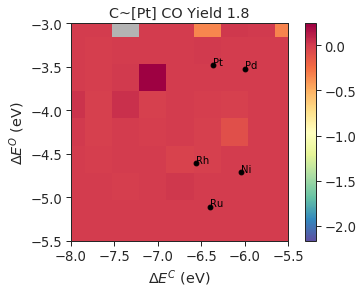 C~[Pt] CO Yield 1.8
−3.0
−3.5
−4.0
−4.5
−5.0
−5.5
ΔE^O (eV)
Pt
Pd
Rh
Ni
Ru
−8.0 −7.5 −7.0 −6.5 −6.0 −5.5
ΔE^C (eV)
0.0
−0.5
−1.0
−1.5
−2.0